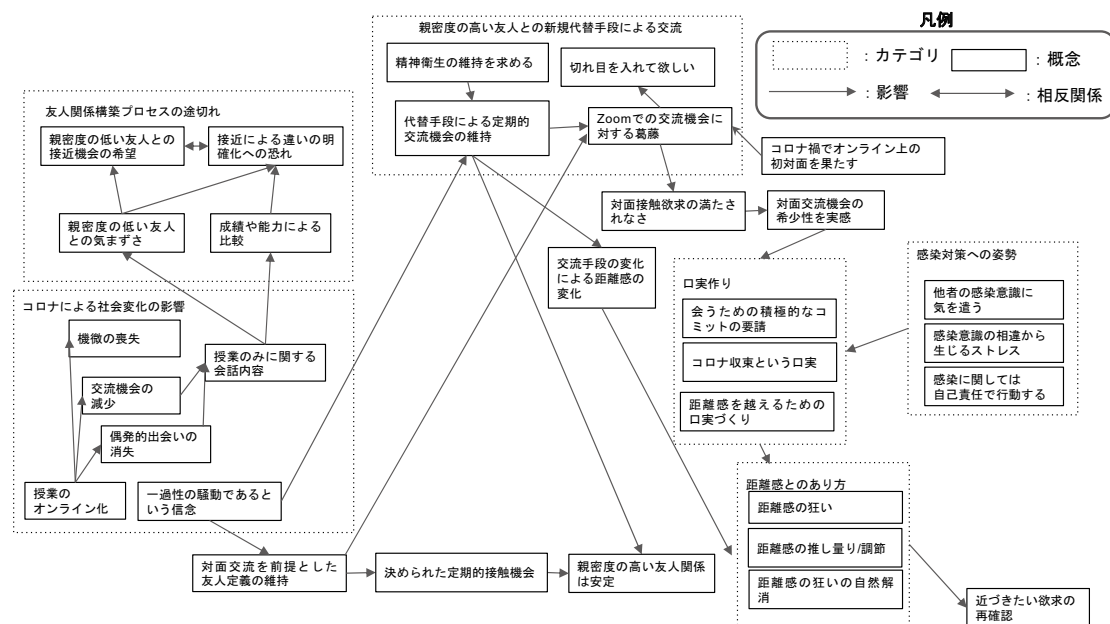 凡例
：カテゴリ
：概念
：影響
：相反関係
親密度の高い友人との新規代替手段による交流
精神衛生の維持を求める
切れ目を入れて欲しい
代替手段による定期的
交流機会の維持
Zoomでの交流機会に
対する葛藤
コロナ禍でオンライン上の
初対面を果たす
友人関係構築プロセスの途切れ
親密度の低い友人との
接近機会の希望
接近による違いの明
確化への恐れ
親密度の低い友人
との気まずさ
成績や能力による
比較
対面接触欲求の満たさ
れなさ
対面交流機会の
希少性を実感
交流手段の変化
による距離感の
変化
口実作り
会うための積極的なコ
ミットの要請
コロナ収束という口実
距離感を越えるための
口実づくり
感染対策への姿勢
他者の感染意識に
気を遣う
感染意識の相違から
生じるストレス
感染に関しては
自己責任で行動する
コロナによる社会変化の影響
機微の喪失
授業のみに関する
会話内容
交流機会の
減少
偶発的出会いの
消失
授業の
オンライン化
一過性の騒動であるとい
う信念
対面交流を前提とした
友人定義の維持
決められた定期的接触機会
親密度の高い友人関係
は安定
距離感とのあり方
距離感の狂い
距離感の推し量り/調節
距離感の狂いの自然解
消
近づきたい欲求の
再確認